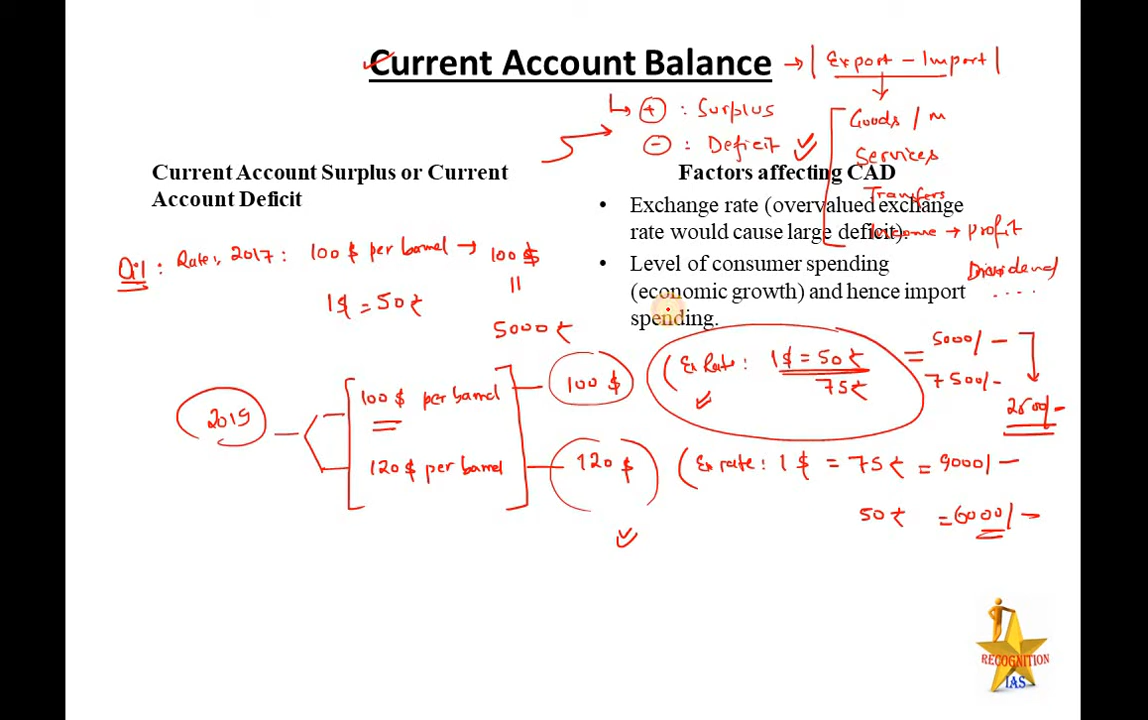 Current Account Balance → | Export - Import |
+ : Surplus
- : Deficit
Goods / m
Services
Transfers
Income → Profit
Dividend
. . . .
Current Account Surplus or Current
Account Deficit
Factors affecting CAD
• Exchange rate (overvalued exchange
rate would cause large deficit).
• Level of consumer spending
(economic growth) and hence import
spending.
Oil : Rate, 2017 : 100 $ per barrel → 100 $
1$ = 50 ₹
=
5000 ₹
2019
100 $ per barrel — 100 $ (Ex Rate : 1$ = 50 ₹ = 5000/-
75 ₹ 7500/-
2500/-
120 $ per barrel — 120 $ (Ex rate : 1 $ = 75 ₹ = 9000/-
50 ₹ = 6000/-
RECOGNITION
IAS